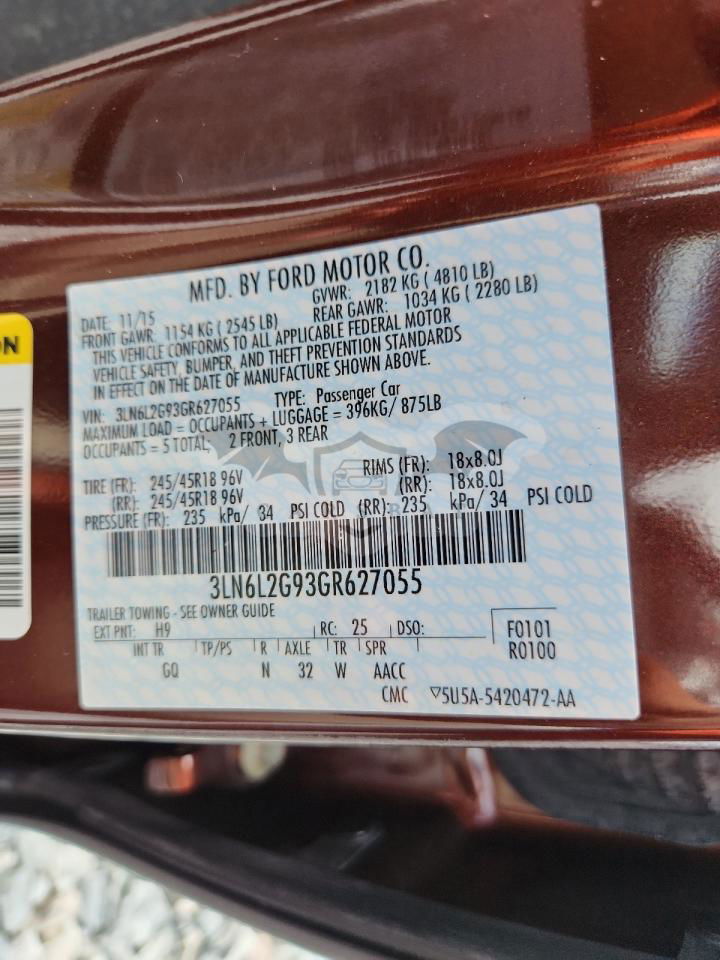 ON
MFD. BY FORD MOTOR CO.
DATE: 11/15 GVWR: 2182 KG ( 4810 LB)
FRONT GAWR: 1154 KG ( 2545 LB) REAR GAWR: 1034 KG ( 2280 LB)
THIS VEHICLE CONFORMS TO ALL APPLICABLE FEDERAL MOTOR
VEHICLE SAFETY, BUMPER, AND THEFT PREVENTION STANDARDS
IN EFFECT ON THE DATE OF MANUFACTURE SHOWN ABOVE.
VIN: 3LN6L2G93GR627055 TYPE: Passenger Car
MAXIMUM LOAD = OCCUPANTS + LUGGAGE = 396KG/ 875LB
OCCUPANTS = 5 TOTAL, 2 FRONT, 3 REAR
TIRE (FR): 245/45R18 96V RIMS (FR): 18x8.0J
(RR): 245/45R18 96V (RR): 18x8.0J
PRESSURE (FR): 235 kPa/ 34 PSI COLD (RR): 235 kPa/ 34 PSI COLD
3LN6L2G93GR627055
TRAILER TOWING - SEE OWNER GUIDE
EXT PNT: H9 RC: 25 DSO: F0101
INT TR TP/PS R AXLE TR SPR R0100
GQ N 32 W AACC
CMC ▽5U5A-5420472-AA